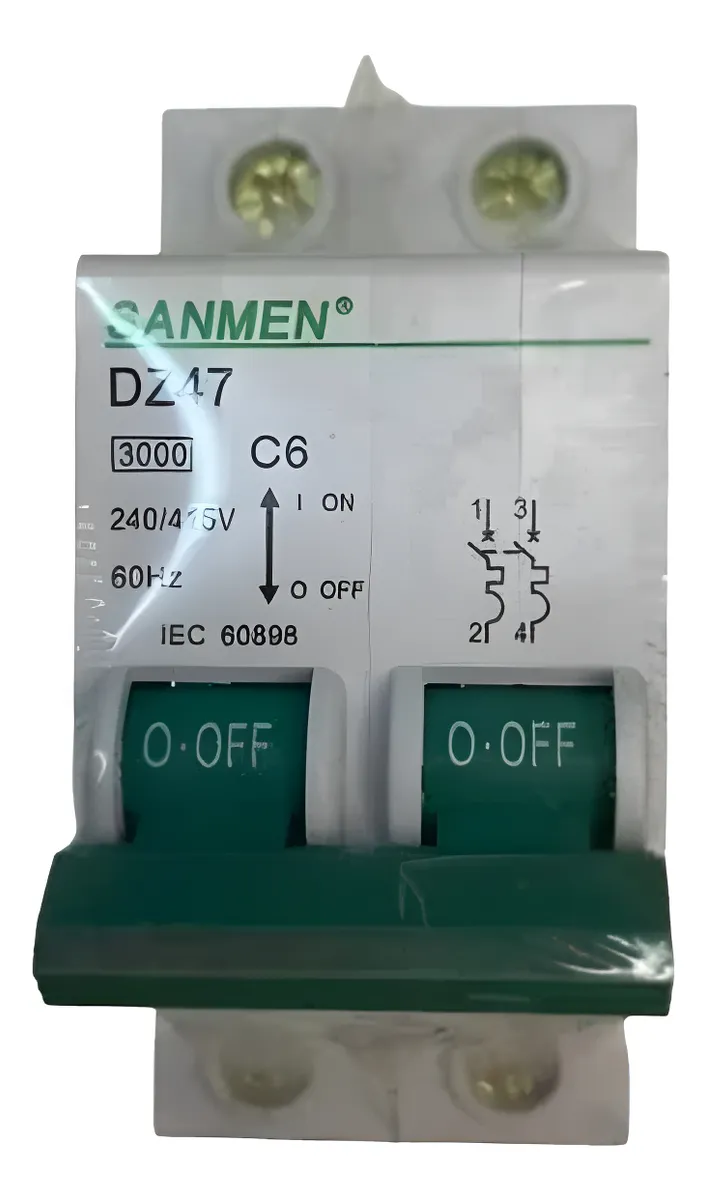 SANMEN®
DZ47
3000 C6
240/415V
I ON
60Hz
O OFF
IEC 60898
1 3
2 4
O·OFF O·OFF